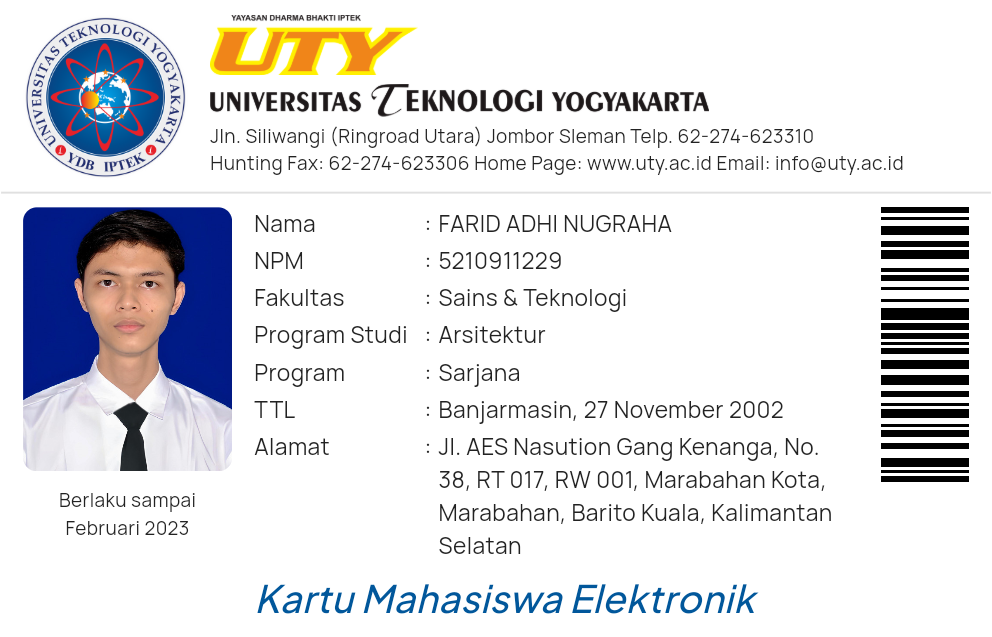 YAYASAN DHARMA BHAKTI IPTEK
UTY
UNIVERSITAS TEKNOLOGI YOGYAKARTA
UNIVERSITAS TEKNOLOGI YOGYAKARTA
YDB IPTEK
Jln. Siliwangi (Ringroad Utara) Jombor Sleman Telp. 62-274-623310
Hunting Fax: 62-274-623306 Home Page: www.uty.ac.id Email: info@uty.ac.id
Nama : FARID ADHI NUGRAHA
NPM : 5210911229
Fakultas : Sains & Teknologi
Program Studi : Arsitektur
Program : Sarjana
TTL : Banjarmasin, 27 November 2002
Alamat : Jl. AES Nasution Gang Kenanga, No.
38, RT 017, RW 001, Marabahan Kota,
Marabahan, Barito Kuala, Kalimantan
Selatan
Berlaku sampai
Februari 2023
Kartu Mahasiswa Elektronik